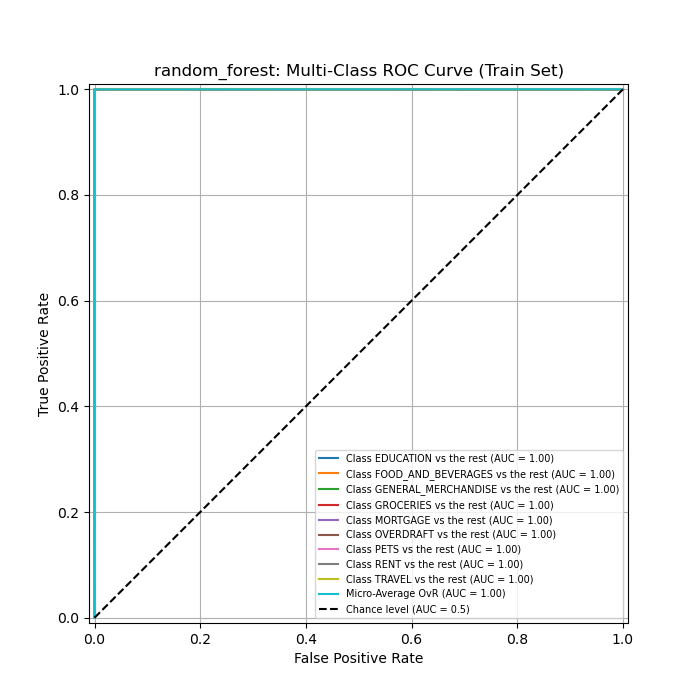 random_forest: Multi-Class ROC Curve (Train Set)
1.0
0.8
0.6
0.4
0.2
0.0
True Positive Rate
Class EDUCATION vs the rest (AUC = 1.00)
Class FOOD_AND_BEVERAGES vs the rest (AUC = 1.00)
Class GENERAL_MERCHANDISE vs the rest (AUC = 1.00)
Class GROCERIES vs the rest (AUC = 1.00)
Class MORTGAGE vs the rest (AUC = 1.00)
Class OVERDRAFT vs the rest (AUC = 1.00)
Class PETS vs the rest (AUC = 1.00)
Class RENT vs the rest (AUC = 1.00)
Class TRAVEL vs the rest (AUC = 1.00)
Micro-Average OvR (AUC = 1.00)
Chance level (AUC = 0.5)
0.0 0.2 0.4 0.6 0.8 1.0
False Positive Rate